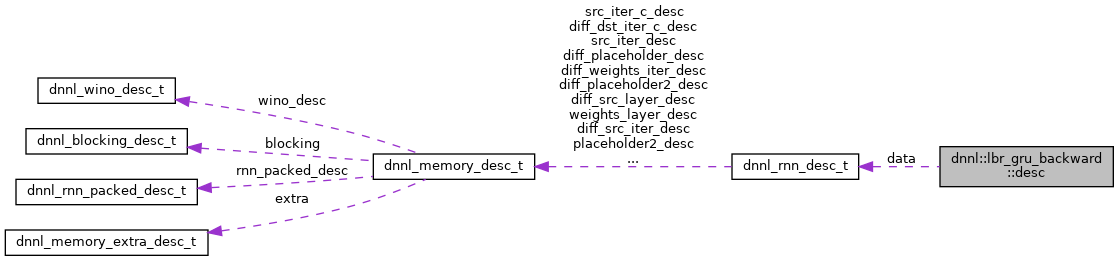 src_iter_c_desc
diff_dst_iter_c_desc
src_iter_desc
diff_placeholder_desc
diff_weights_iter_desc
diff_placeholder2_desc
diff_src_layer_desc
weights_layer_desc
diff_src_iter_desc
placeholder2_desc
...
dnnl_wino_desc_t
wino_desc
dnnl_blocking_desc_t
blocking
dnnl_rnn_packed_desc_t
rnn_packed_desc
dnnl_memory_extra_desc_t
extra
dnnl_memory_desc_t
dnnl_rnn_desc_t
data
dnnl::lbr_gru_backward
::desc